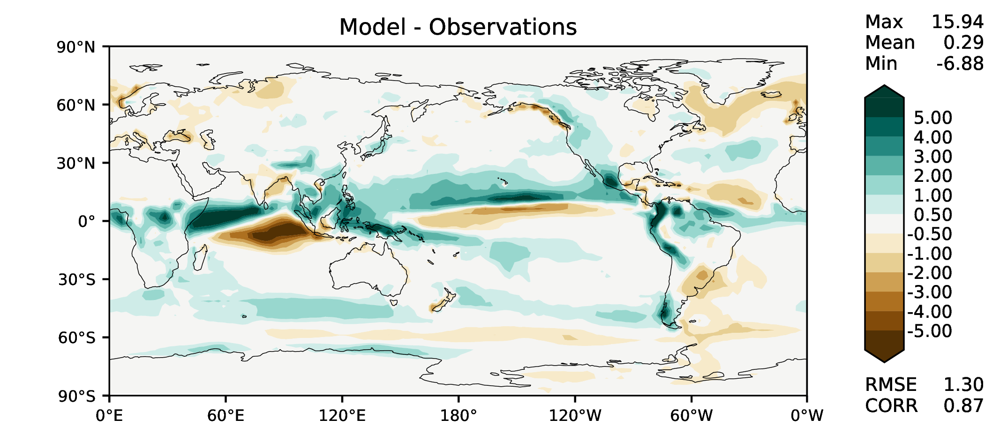 Model - Observations
Max 15.94
Mean 0.29
Min -6.88
90°N
60°N
30°N
0°
30°S
60°S
90°S
0°E 60°E 120°E 180° 120°W 60°W 0°W
5.00
4.00
3.00
2.00
1.00
0.50
-0.50
-1.00
-2.00
-3.00
-4.00
-5.00
RMSE 1.30
CORR 0.87